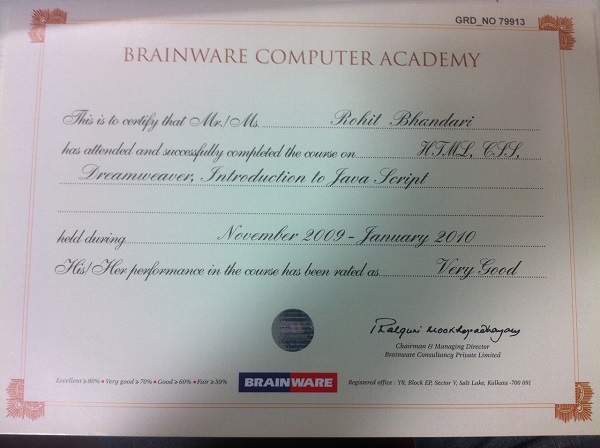 GRD_NO 79913
BRAINWARE COMPUTER ACADEMY
This is to certify that Mr./Ms. Rohit Bhandari
has attended and successfully completed the course on HTML, CSS,
Dreamweaver, Introduction to Java Script
held during November 2009 - January 2010
His/Her performance in the course has been rated as Very Good
Chairman & Managing Director
Brainware Consultancy Private Limited
Excellent ≥ 80% • Very good ≥ 70% • Good ≥ 60% • Fair ≥ 50%
BRAINWARE
Registered office : Y8, Block EP, Sector V, Salt Lake, Kolkata -700 091